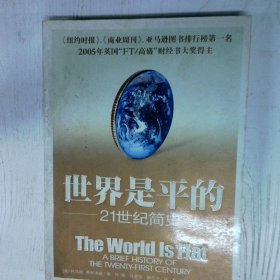 《纽约时报》、《商业周刊》、亚马逊图书排行榜第一名
2005年英国“FT/高盛”财经书大奖得主
世界是平的
21世纪简史
The World Is Flat
A BRIEF HISTORY OF
THE TWENTY-FIRST CENTURY